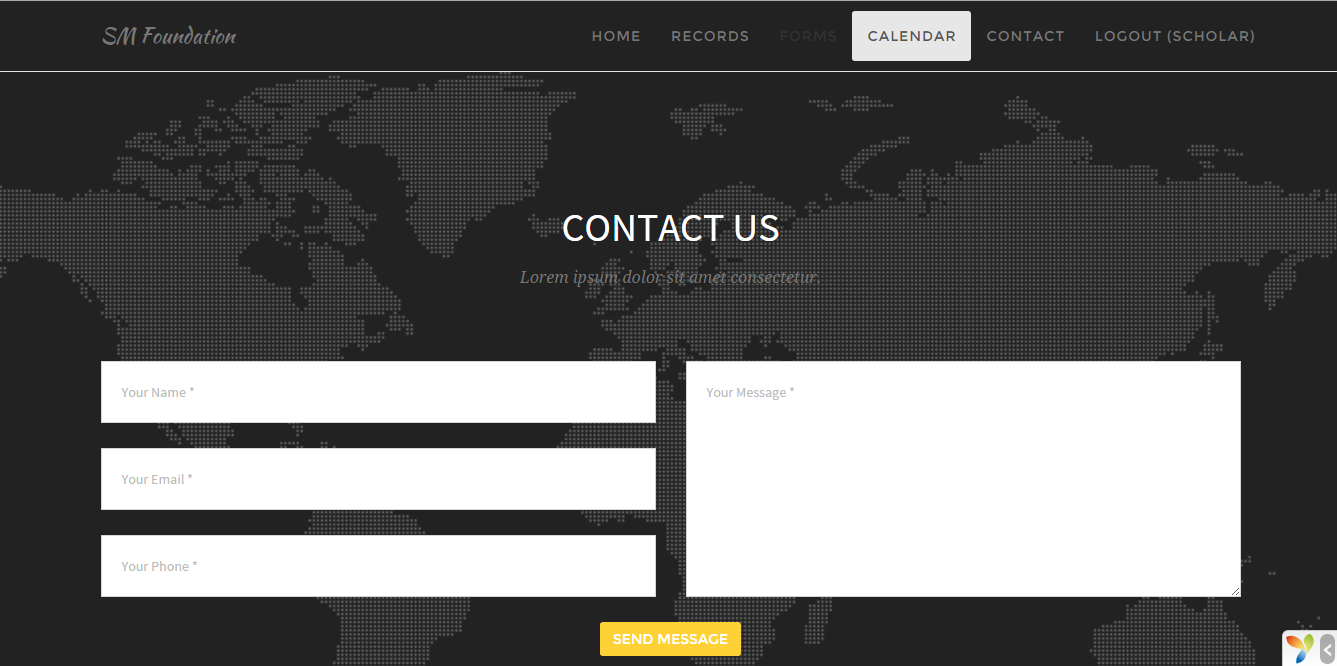 SM Foundation
HOME RECORDS FORMS CALENDAR CONTACT LOGOUT (SCHOLAR)
CONTACT US
Lorem ipsum dolor sit amet consectetur.
Your Name *
Your Message *
Your Email *
Your Phone *
SEND MESSAGE